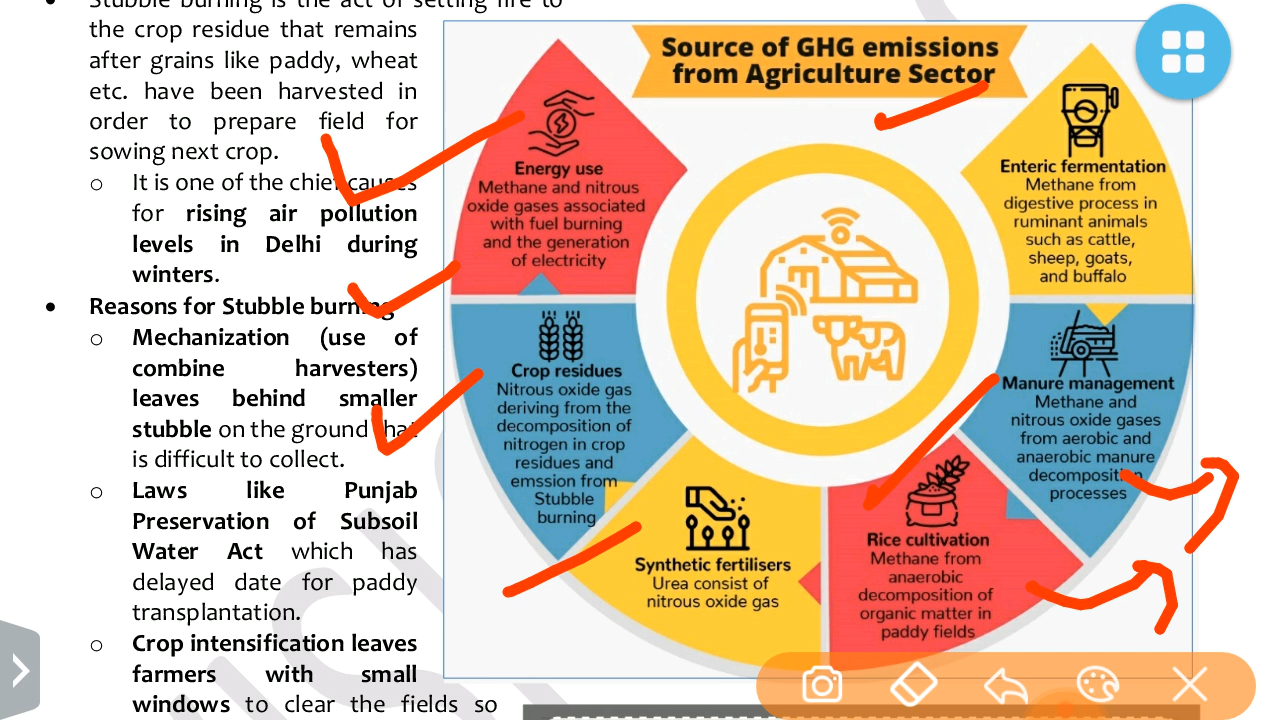 Stubble burning is the act of setting fire to
the crop residue that remains
after grains like paddy, wheat
etc. have been harvested in
order to prepare field for
sowing next crop.
o It is one of the chief causes
for rising air pollution
levels in Delhi during
winters.
• Reasons for Stubble burning
o Mechanization (use of
combine harvesters)
leaves behind smaller
stubble on the ground that
is difficult to collect.
o Laws like Punjab
Preservation of Subsoil
Water Act which has
delayed date for paddy
transplantation.
o Crop intensification leaves
farmers with small
windows to clear the fields so
Source of GHG emissions
from Agriculture Sector
Energy use
Methane and nitrous
oxide gases associated
with fuel burning
and the generation
of electricity
Enteric fermentation
Methane from
digestive process in
ruminant animals
such as cattle,
sheep, goats,
and buffalo
Crop residues
Nitrous oxide gas
deriving from the
decomposition of
nitrogen in crop
residues and
emssion from
Stubble
burning
Manure management
Methane and
nitrous oxide gases
from aerobic and
anaerobic manure
decomposition
processes
Synthetic fertilisers
Urea consist of
nitrous oxide gas
Rice cultivation
Methane from
anaerobic
decomposition of
organic matter in
paddy fields